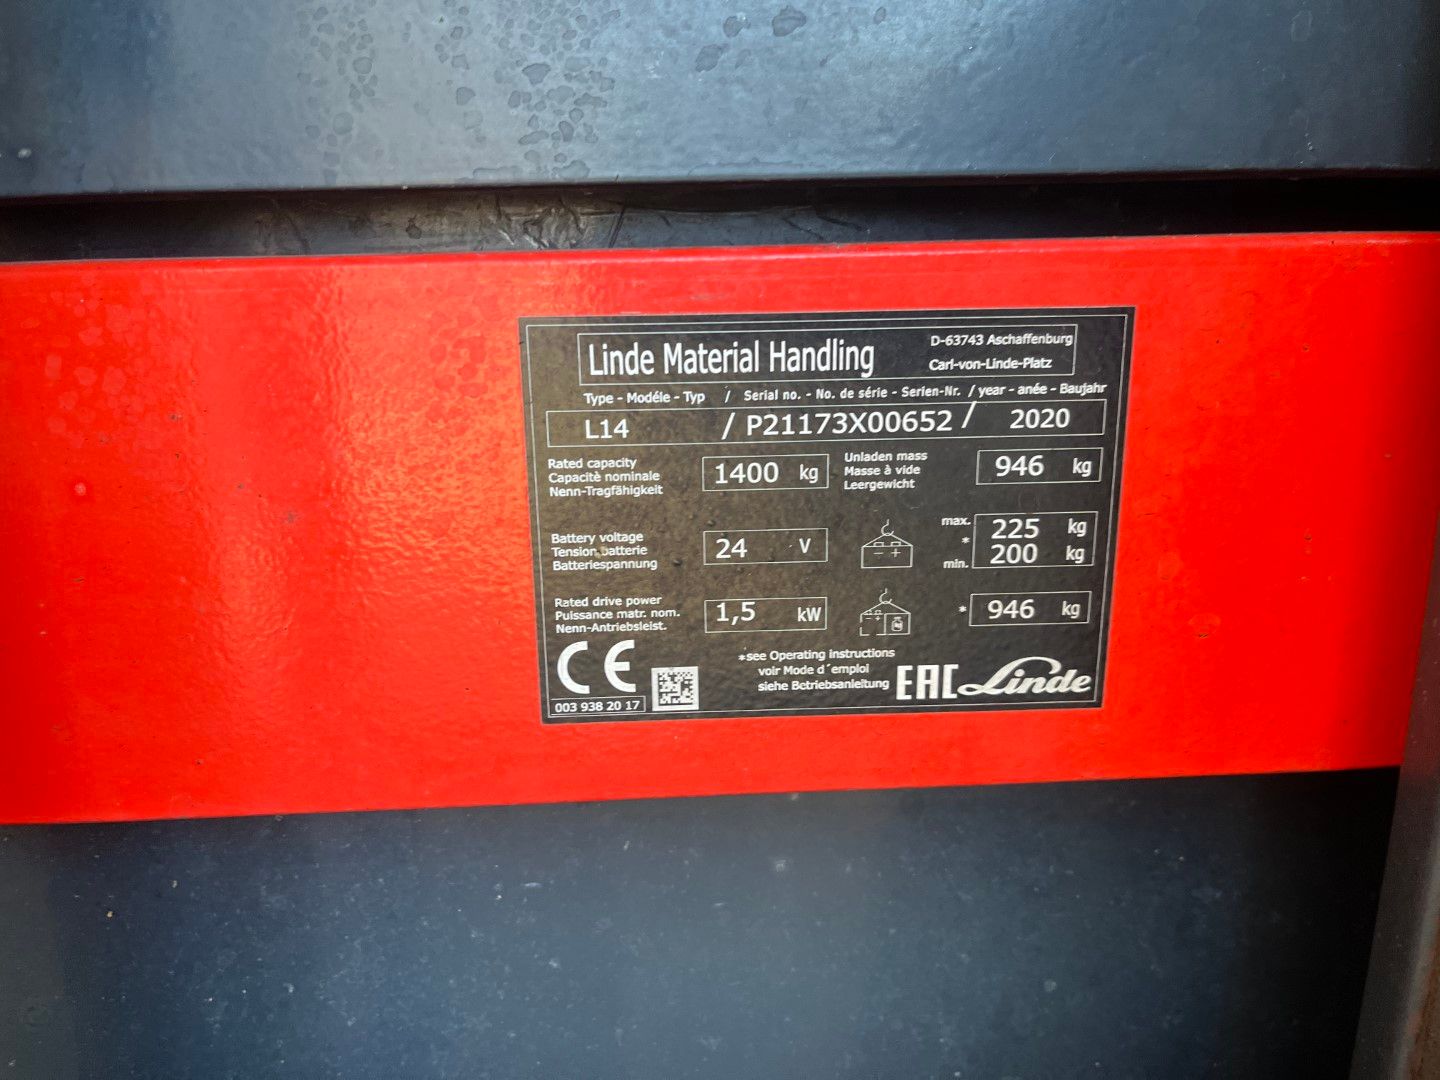 Linde Material Handling
D-63743 Aschaffenburg
Carl-von-Linde-Platz
Type - Modéle - Typ / Serial no. - No. de série - Serien-Nr. / year - anée - Baujahr
L14 / P21173X00652 / 2020
Rated capacity
Capacitè nominale
Nenn-Tragfähigkeit
1400 kg
Unladen mass
Masse à vide
Leergewicht
946 kg
Battery voltage
Tension batterie
Batteriespannung
24 V
- +
max. 225 kg
*
min. 200 kg
Rated drive power
Puissance matr. nom.
Nenn-Antriebsleist.
1,5 kW
* 946 kg
*see Operating instructions
voir Mode d´emploi
siehe Betriebsanleitung
CE
003 938 20 17
EAC
Linde